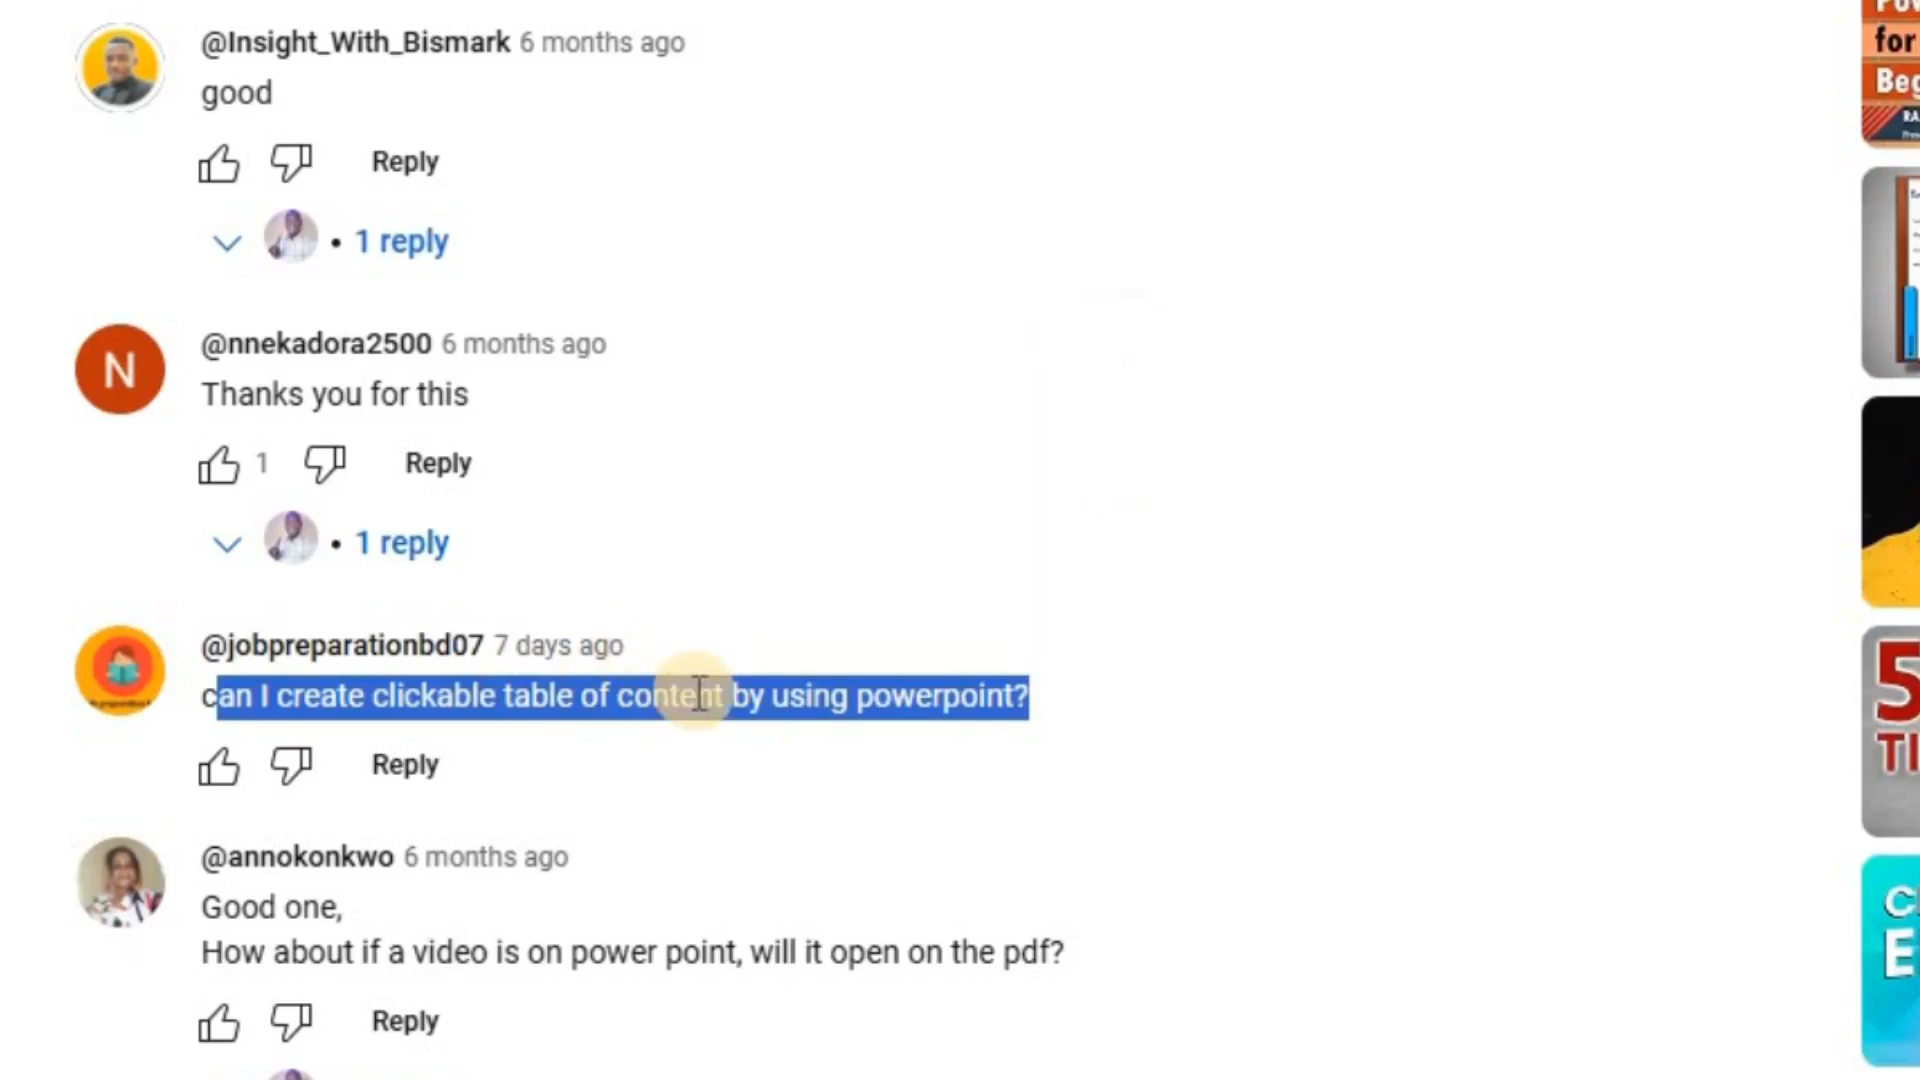 @Insight_With_Bismark 6 months ago
good
Reply
• 1 reply
N
@nnekadora2500 6 months ago
Thanks you for this
1
Reply
• 1 reply
@jobpreparationbd07 7 days ago
can I create clickable table of content by using powerpoint?
Reply
@annokonkwo 6 months ago
Good one,
How about if a video is on power point, will it open on the pdf?
Reply
for
Beg
RA
5
TI
C
E